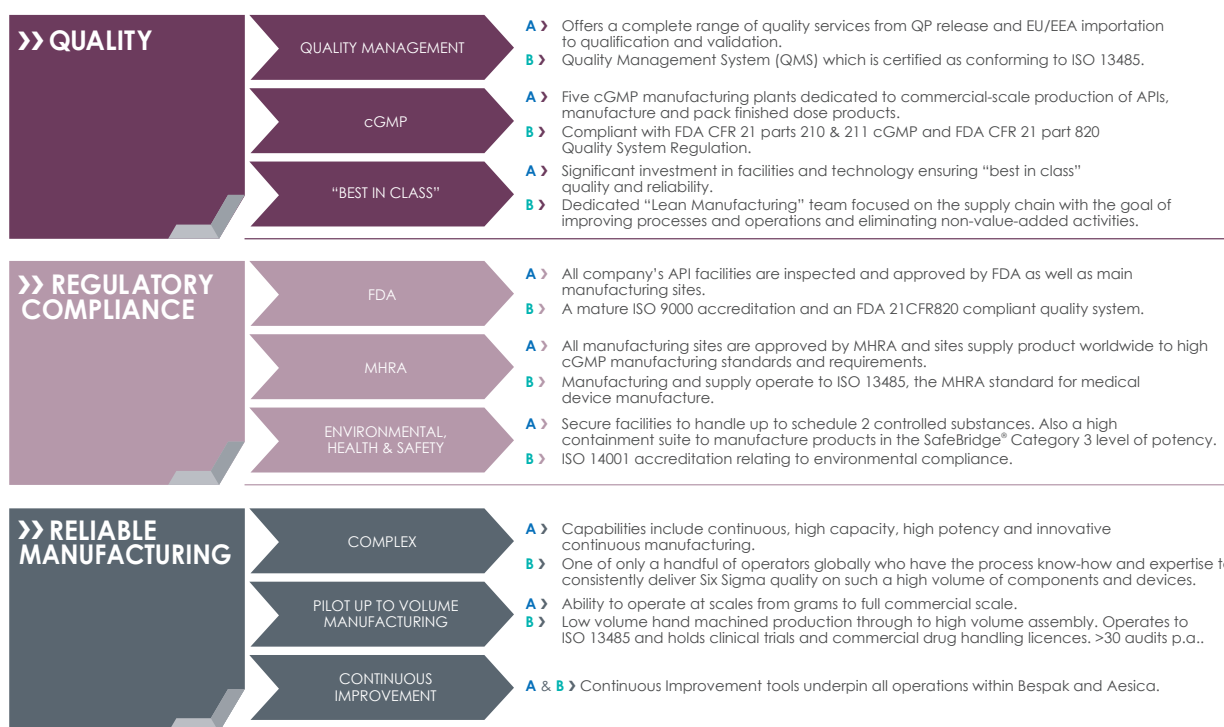 ›› QUALITY
QUALITY MANAGEMENT
A › Offers a complete range of quality services from QP release and EU/EEA importation
to qualification and validation.
B › Quality Management System (QMS) which is certified as conforming to ISO 13485.
cGMP
A › Five cGMP manufacturing plants dedicated to commercial-scale production of APIs,
manufacture and pack finished dose products.
B › Compliant with FDA CFR 21 parts 210 & 211 cGMP and FDA CFR 21 part 820
Quality System Regulation.
“BEST IN CLASS”
A › Significant investment in facilities and technology ensuring “best in class”
quality and reliability.
B › Dedicated “Lean Manufacturing” team focused on the supply chain with the goal of
improving processes and operations and eliminating non-value-added activities.
›› REGULATORY
COMPLIANCE
FDA
A › All company’s API facilities are inspected and approved by FDA as well as main
manufacturing sites.
B › A mature ISO 9000 accreditation and an FDA 21CFR820 compliant quality system.
MHRA
A › All manufacturing sites are approved by MHRA and sites supply product worldwide to high
cGMP manufacturing standards and requirements.
B › Manufacturing and supply operate to ISO 13485, the MHRA standard for medical
device manufacture.
ENVIRONMENTAL,
HEALTH & SAFETY
A › Secure facilities to handle up to schedule 2 controlled substances. Also a high
containment suite to manufacture products in the SafeBridge® Category 3 level of potency.
B › ISO 14001 accreditation relating to environmental compliance.
›› RELIABLE
MANUFACTURING
COMPLEX
A › Capabilities include continuous, high capacity, high potency and innovative
continuous manufacturing.
B › One of only a handful of operators globally who have the process know-how and expertise
consistently deliver Six Sigma quality on such a high volume of components and devices.
PILOT UP TO VOLUME
MANUFACTURING
A › Ability to operate at scales from grams to full commercial scale.
B › Low volume hand machined production through to high volume assembly. Operates to
ISO 13485 and holds clinical trials and commercial drug handling licences. >30 audits p.a..
CONTINUOUS
IMPROVEMENT
A & B › Continuous Improvement tools underpin all operations within Bespak and Aesica.